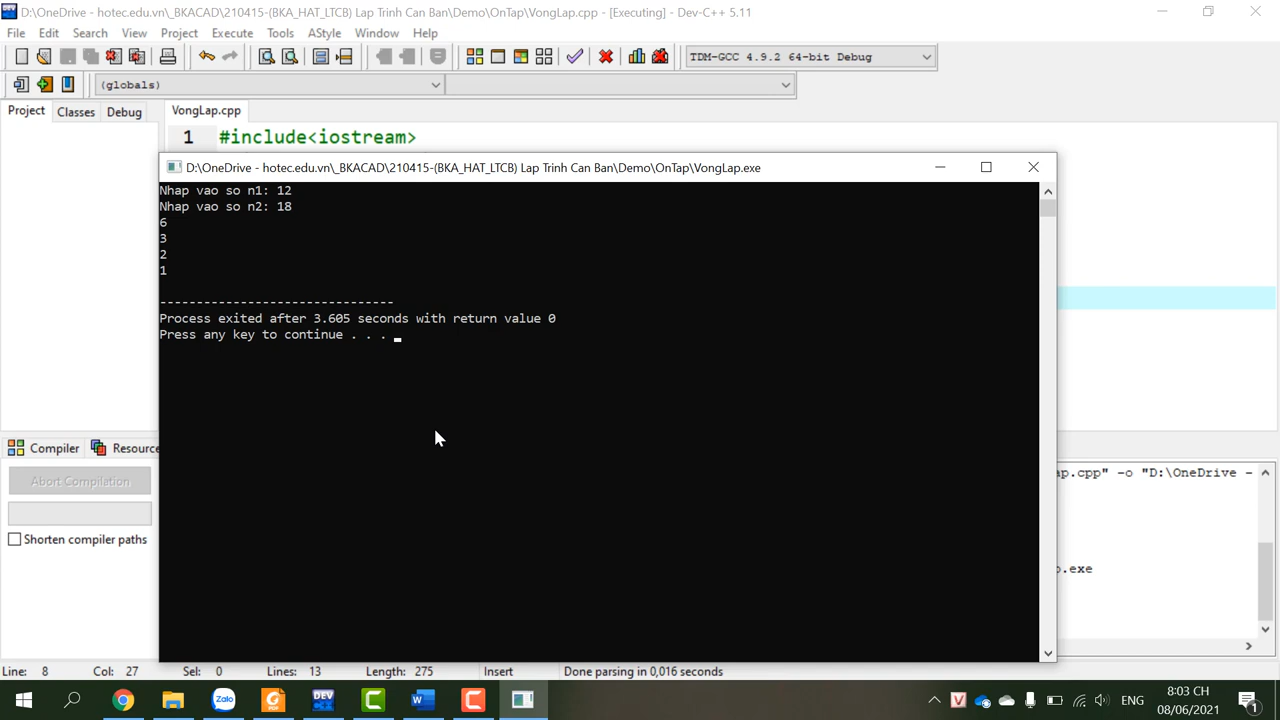 D:\OneDrive - hotec.edu.vn\_BKACAD\210415-(BKA_HAT_LTCB) Lap Trinh Can Ban\Demo\OnTap\VongLap.cpp - [Executing] - Dev-C++ 5.11
File Edit Search View Project Execute Tools AStyle Window Help
TDM-GCC 4.9.2 64-bit Debug
(globals)
Project Classes Debug VongLap.cpp
1 #include<iostream>
D:\OneDrive - hotec.edu.vn\_BKACAD\210415-(BKA_HAT_LTCB) Lap Trinh Can Ban\Demo\OnTap\VongLap.exe
Nhap vao so n1: 12
Nhap vao so n2: 18
6
3
2
1
--------------------------------
Process exited after 3.605 seconds with return value 0
Press any key to continue . . .
Compiler Resource
Abort Compilation
ap.cpp" -o "D:\OneDrive -
Shorten compiler paths
p.exe
Line: 8 Col: 27 Sel: 0 Lines: 13 Length: 275 Insert Done parsing in 0,016 seconds
Zalo DEV W ENG 8:03 CH
08/06/2021 1